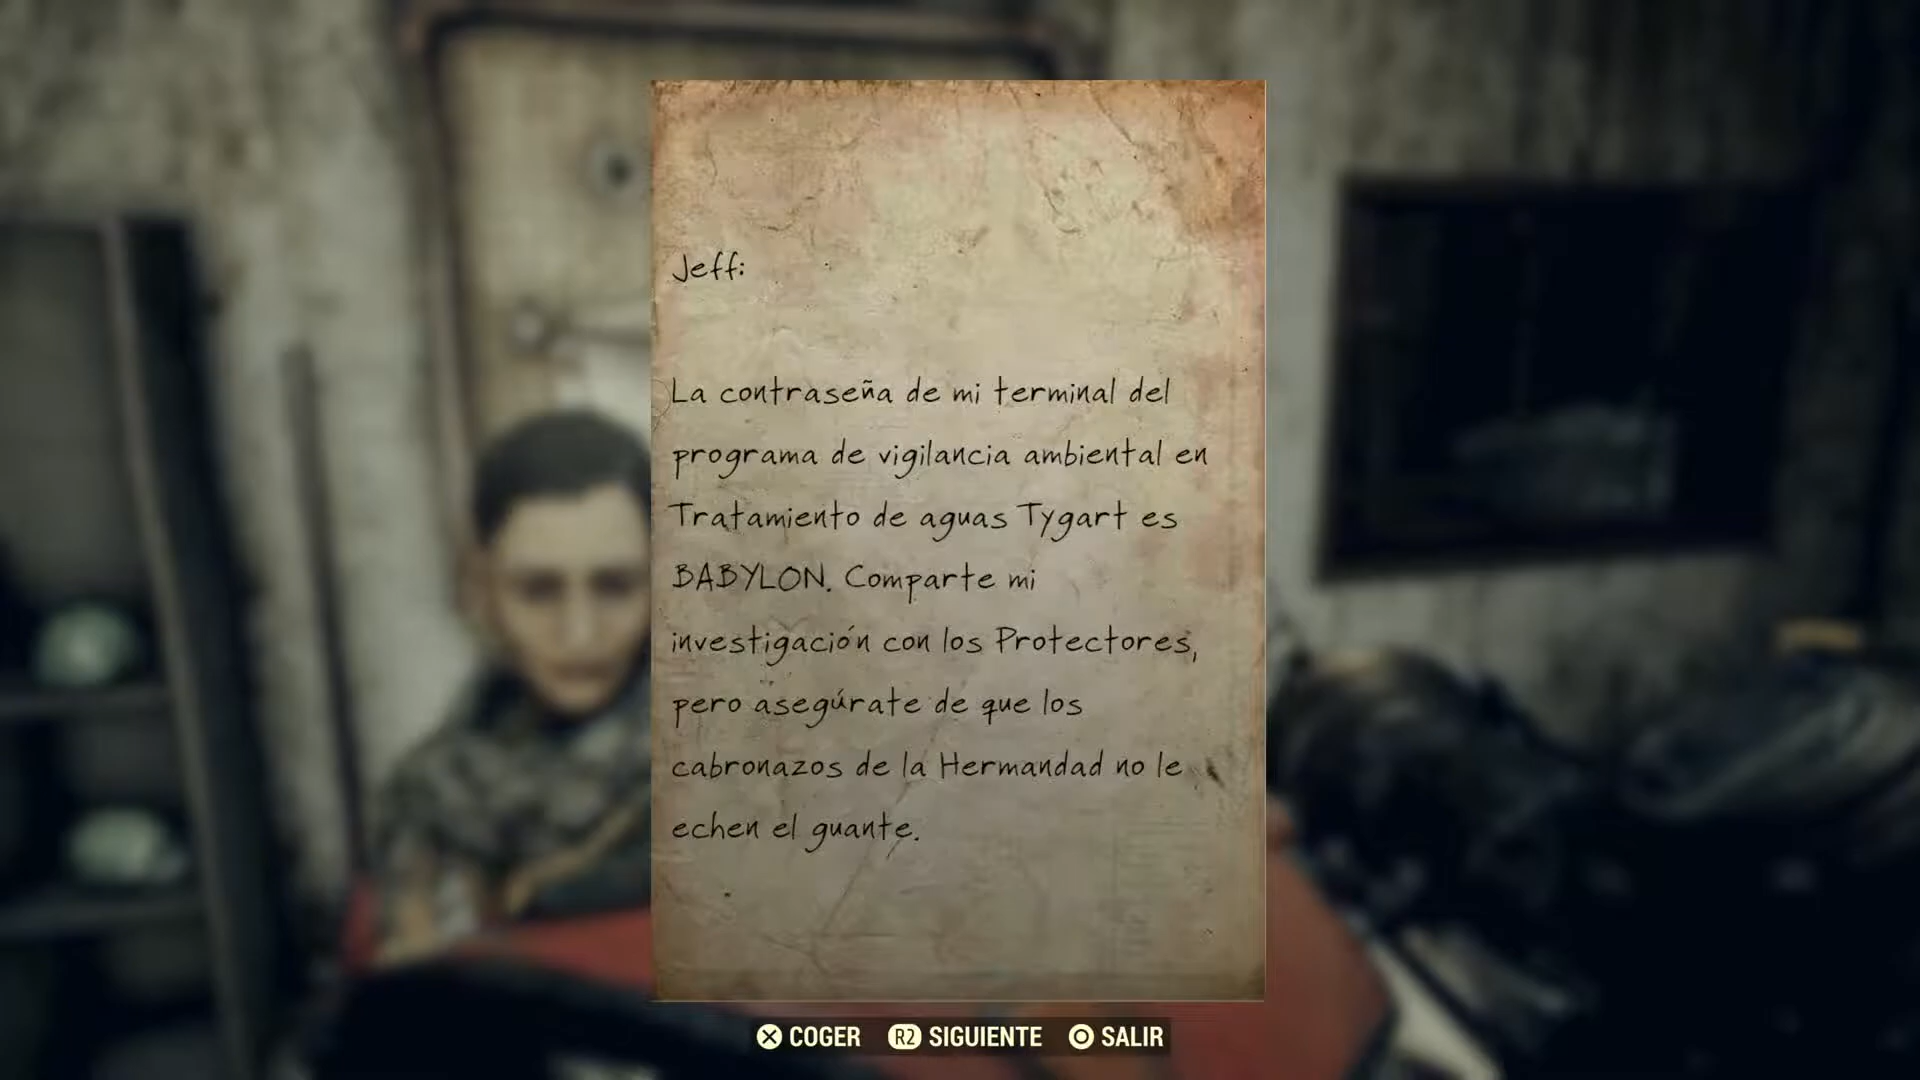 Jeff:
La contraseña de mi terminal del
programa de vigilancia ambiental en
Tratamiento de aguas Tygart es
BABYLON. Comparte mi
investigación con los Protectores,
pero asegúrate de que los
cabronazos de la Hermandad no le
echen el guante.
COGER R2 SIGUIENTE SALIR